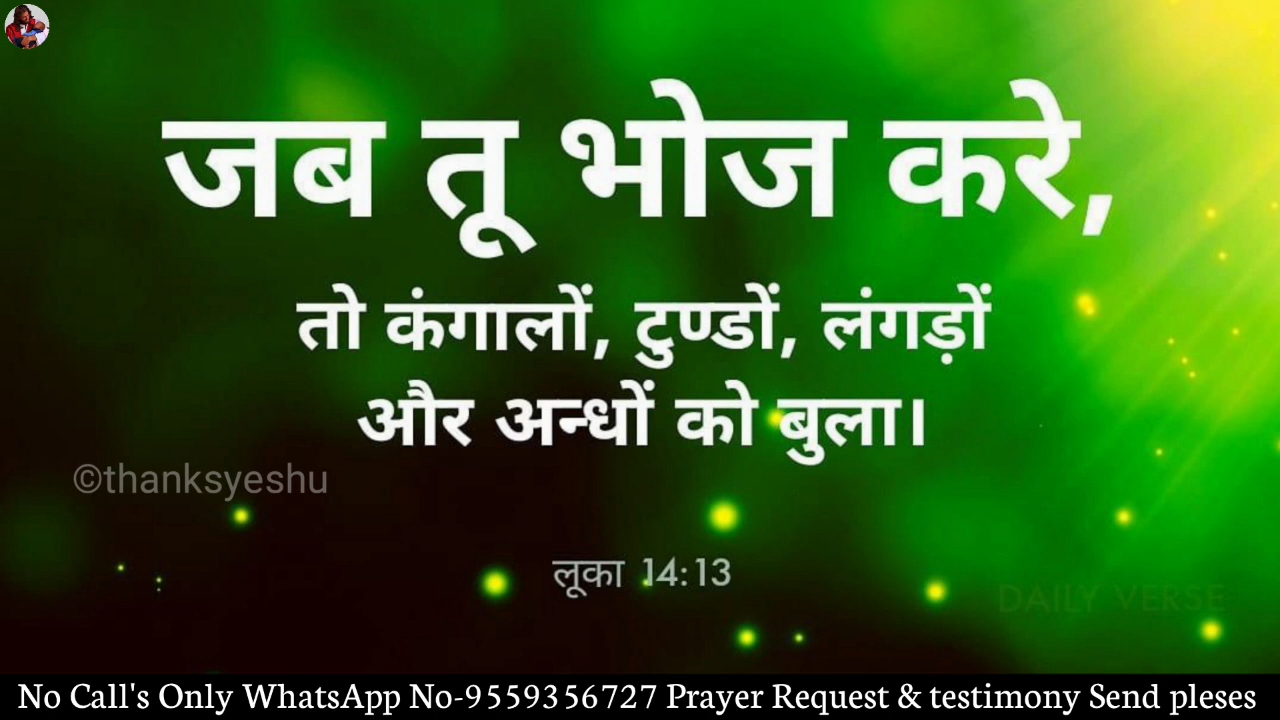 जब तू भोज करे,
तो कंगालों, टुण्डों, लंगड़ों
और अन्धों को बुला।
©thanksyeshu
लूका 14:13
DAILY VERSE
No Call's Only WhatsApp No-9559356727 Prayer Request & testimony Send pleses